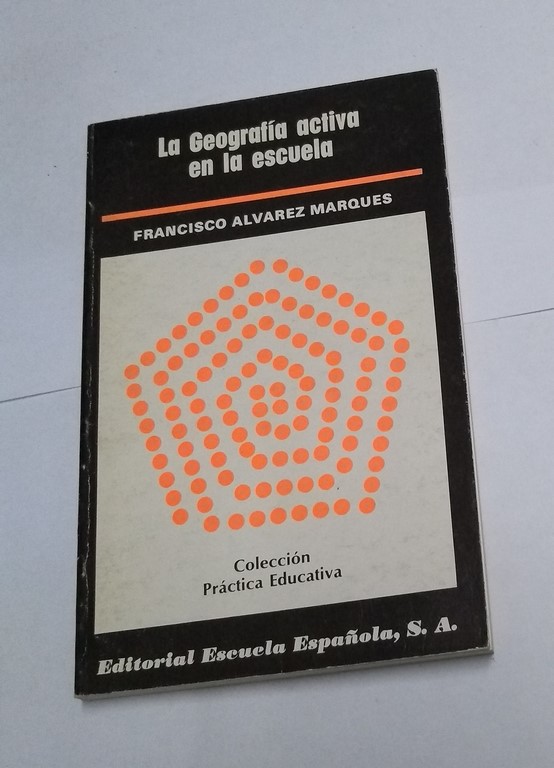 La Geografía activa
en la escuela
FRANCISCO ALVAREZ MARQUES
Colección
Práctica Educativa
Editorial Escuela Española, S. A.